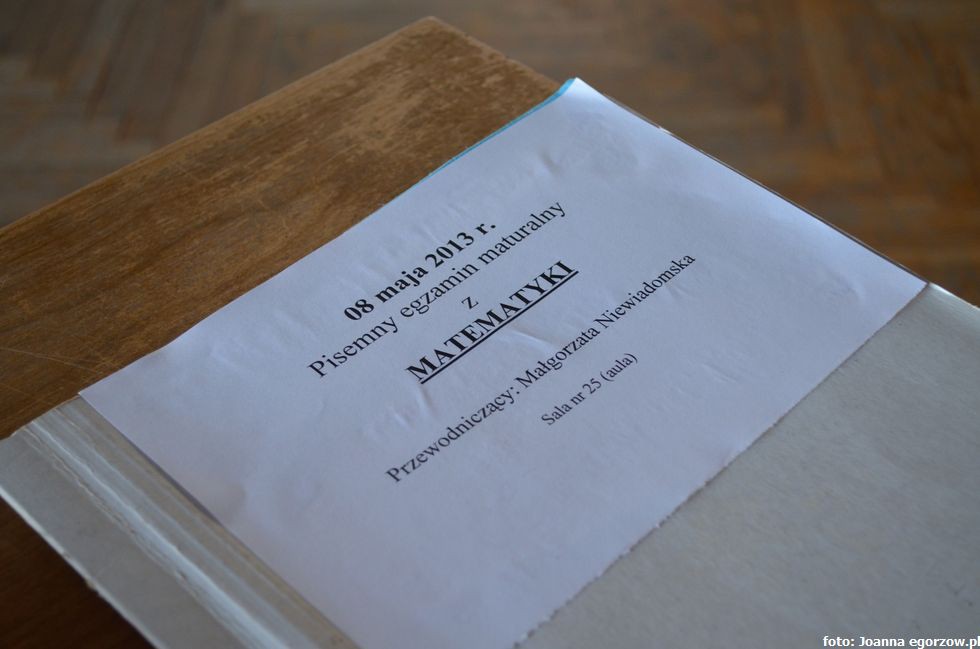 08 maja 2013 r.
Pisemny egzamin maturalny
z
MATEMATYKI
Przewodniczący: Małgorzata Niewiadomska
Sala nr 25 (aula)
foto: Joanna egorzow.pl